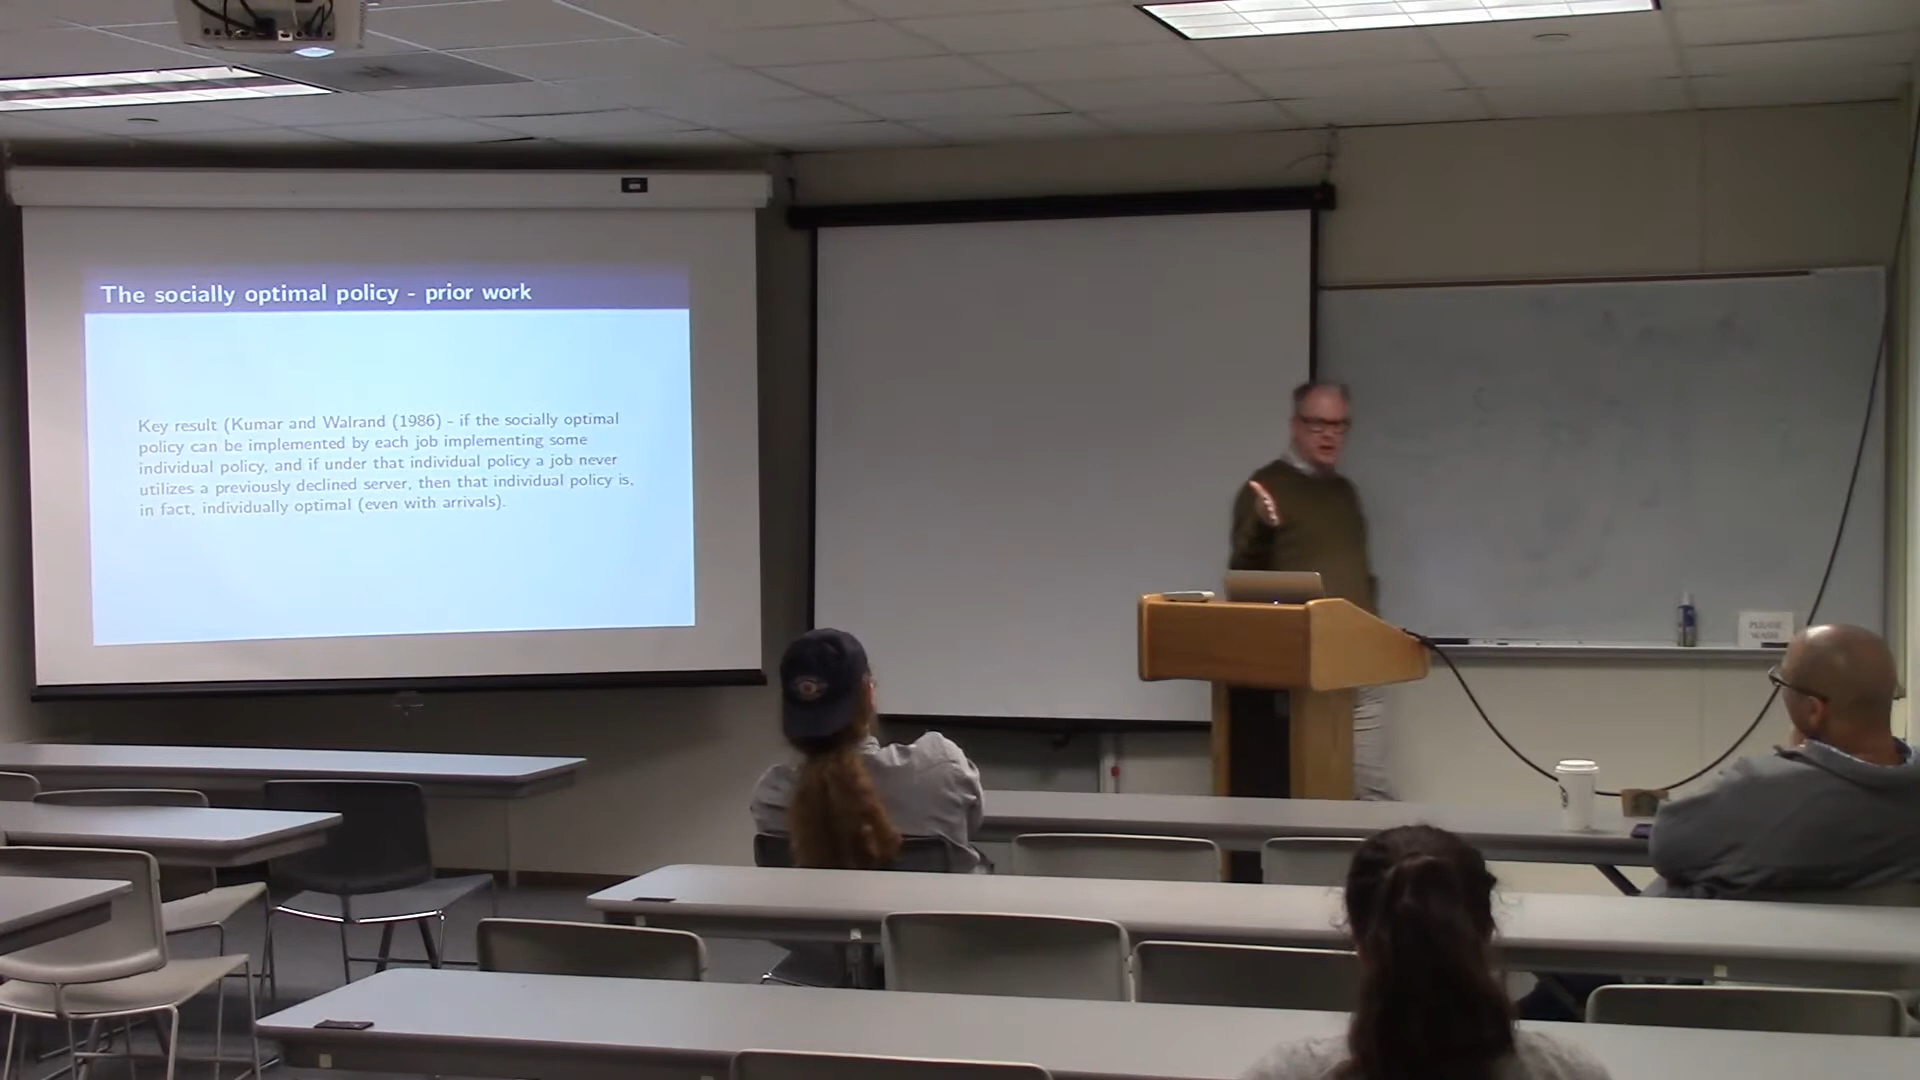 The socially optimal policy - prior work
Key result (Kumar and Walrand (1986) - if the socially optimal
policy can be implemented by each job implementing some
individual policy, and if under that individual policy a job never
utilizes a previously declined server, then that individual policy is,
in fact, individually optimal (even with arrivals).
PLEASE
WASH